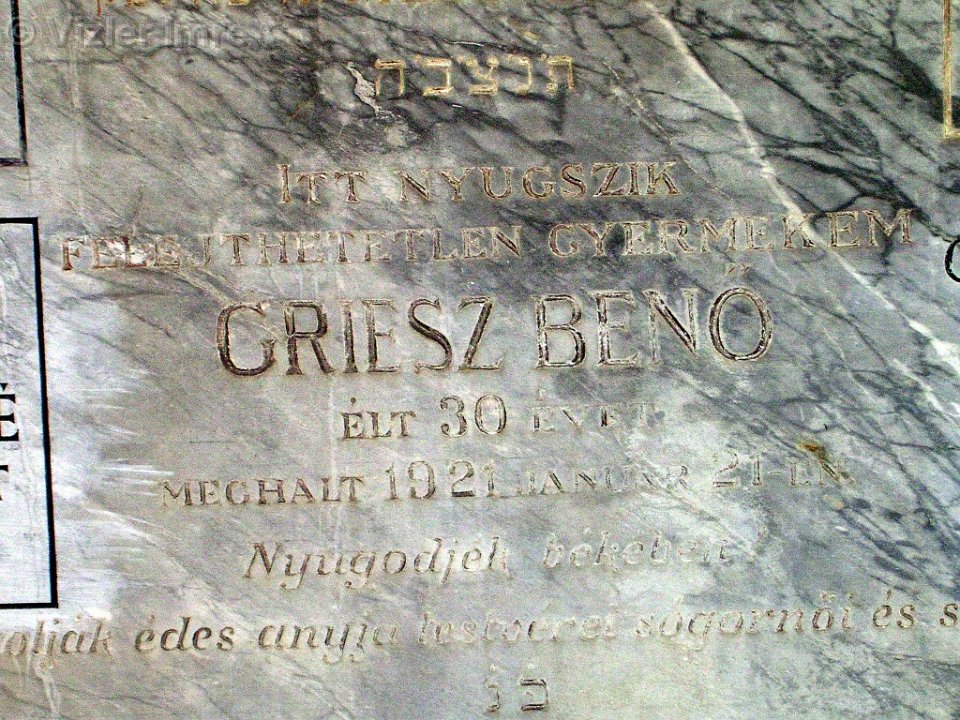 © Vizler Imre
ת׳נ׳צ׳ב׳ה
ITT NYUGSZIK
FELEJTHETETLEN GYERMEKEM
GRIESZ BENŐ
ÉLT 30 ÉVET
MEGHALT 1921 JANUÁR 21-ÉN.
Nyugodjék békében
olják édes anyja testvérei sógornői és s
פ נ